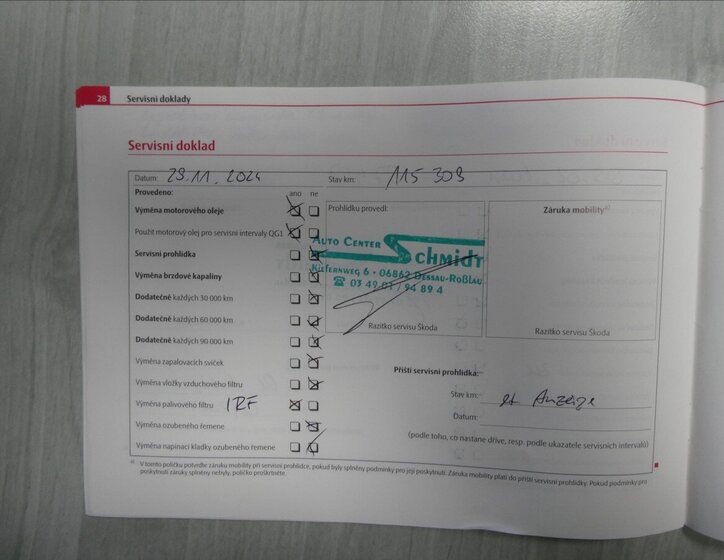 28 Servisní doklady
Servisní doklad
Datum: 29.11. 2024 Stav km: 115 309
Provedeno: ano ne
Výměna motorového oleje
Prohlídku provedl:
Záruka mobility a)
Použit motorový olej pro servisní intervaly QG1
AUTO CENTER SCHMIDT
Servisní prohlídka
KIEFERNWEG 6 · 06862 DESSAU-ROßLAU
Výměna brzdové kapaliny
☎ 03 49 01 / 94 89 4
Dodatečně každých 30 000 km
Dodatečně každých 60 000 km
Razítko servisu Škoda
Razítko servisu Škoda
Dodatečně každých 90 000 km
Výměna zapalovacích svíček
Příští servisní prohlídka:
Výměna vložky vzduchového filtru
Stav km: Anzeige
Výměna palivového filtru
Datum:
Výměna ozubeného řemene
(podle toho, co nastane dříve, resp. podle ukazatele servisních intervalů)
Výměna napínací kladky ozubeného řemene
a) V tomto políčku potvrďte záruku mobility při servisní prohlídce, pokud byly splněny podmínky pro její poskytnutí. Záruka mobility platí do příští servisní prohlídky. Pokud podmínky pro
poskytnutí záruky splněny nebyly, políčko proškrtněte.